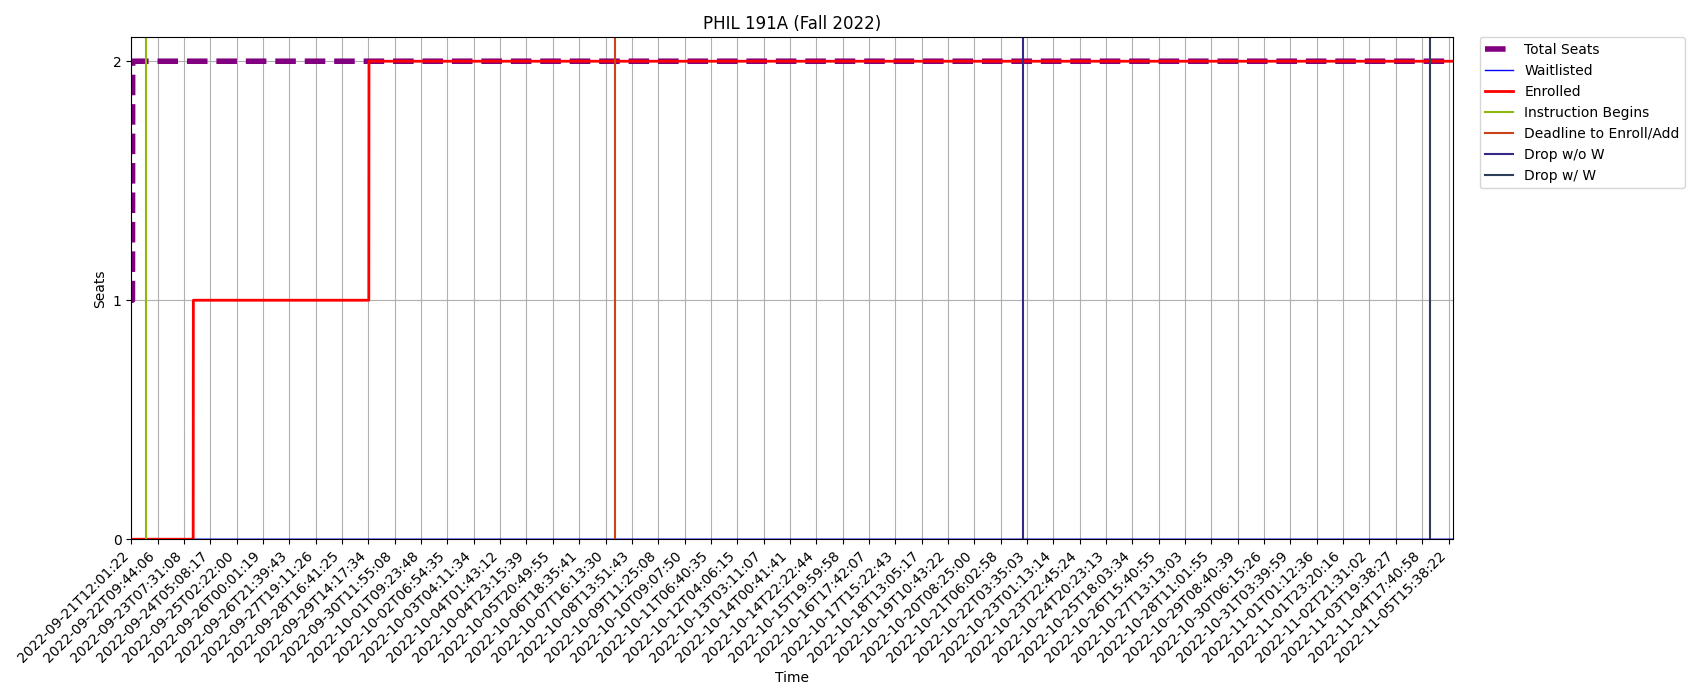 PHIL 191A (Fall 2022)
Total Seats
Waitlisted
Enrolled
Instruction Begins
Deadline to Enroll/Add
Drop w/o W
Drop w/ W
Seats
2
1
0
2022-09-21T12:01:22
2022-09-22T09:44:06
2022-09-23T07:31:08
2022-09-24T05:08:17
2022-09-25T02:22:00
2022-09-26T00:01:19
2022-09-26T21:39:43
2022-09-27T19:11:26
2022-09-28T16:41:25
2022-09-29T14:17:34
2022-09-30T11:55:08
2022-10-01T09:23:48
2022-10-02T06:54:35
2022-10-03T04:11:34
2022-10-04T01:43:12
2022-10-04T23:15:39
2022-10-05T20:49:55
2022-10-06T18:35:41
2022-10-07T16:13:30
2022-10-08T13:51:43
2022-10-09T11:25:08
2022-10-10T09:07:50
2022-10-11T06:40:35
2022-10-12T04:06:15
2022-10-13T03:11:07
2022-10-14T00:41:41
2022-10-14T22:22:44
2022-10-15T19:59:58
2022-10-16T17:42:07
2022-10-17T15:22:43
2022-10-18T13:05:17
2022-10-19T10:43:22
2022-10-20T08:25:00
2022-10-21T06:02:58
2022-10-22T03:35:03
2022-10-23T01:13:14
2022-10-23T22:45:24
2022-10-24T20:23:13
2022-10-25T18:03:34
2022-10-26T15:40:55
2022-10-27T13:13:03
2022-10-28T11:01:55
2022-10-29T08:40:39
2022-10-30T06:15:26
2022-10-31T03:39:59
2022-11-01T01:12:36
2022-11-01T23:20:16
2022-11-02T21:31:02
2022-11-03T19:38:27
2022-11-04T17:40:58
2022-11-05T15:38:22
Time